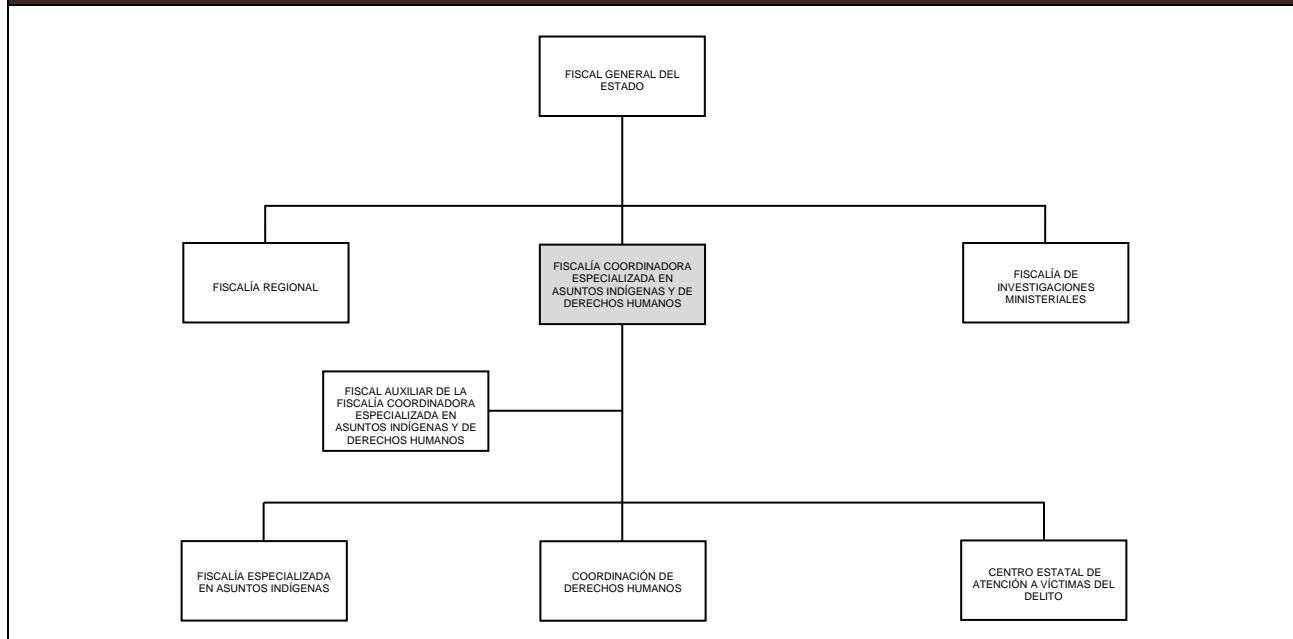 FISCAL GENERAL DEL
ESTADO
FISCALÍA REGIONAL
FISCALÍA COORDINADORA
ESPECIALIZADA EN
ASUNTOS INDÍGENAS Y DE
DERECHOS HUMANOS
FISCALÍA DE
INVESTIGACIONES
MINISTERIALES
FISCAL AUXILIAR DE LA
FISCALÍA COORDINADORA
ESPECIALIZADA EN
ASUNTOS INDÍGENAS Y DE
DERECHOS HUMANOS
FISCALÍA ESPECIALIZADA
EN ASUNTOS INDÍGENAS
COORDINACIÓN DE
DERECHOS HUMANOS
CENTRO ESTATAL DE
ATENCIÓN A VÍCTIMAS DEL
DELITO